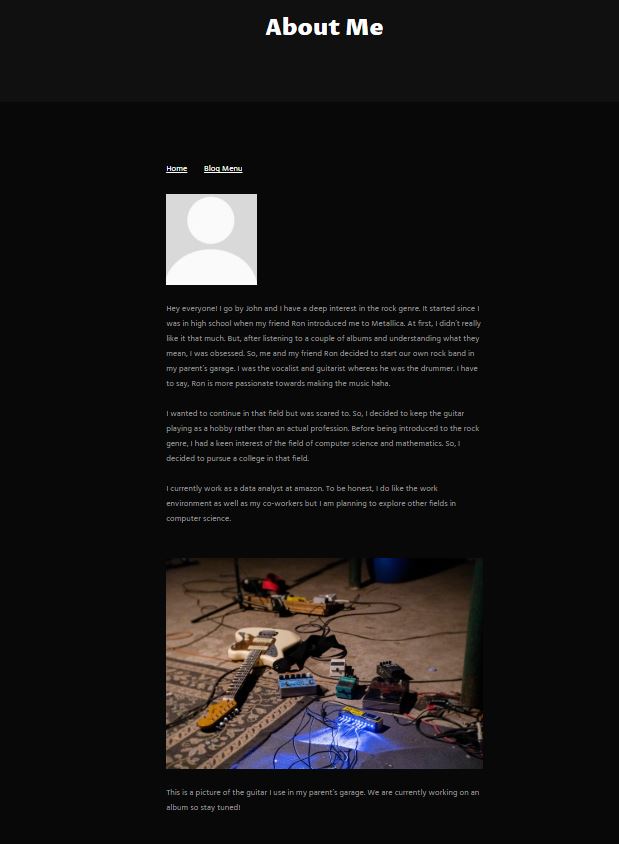 About Me
Home Blog Menu
Hey everyone! I go by John and I have a deep interest in the rock genre. It started since I
was in high school when my friend Ron introduced me to Metallica. At first, I didn't really
like it that much. But, after listening to a couple of albums and understanding what they
mean, I was obsessed. So, me and my friend Ron decided to start our own rock band in
my parent's garage. I was the vocalist and guitarist whereas he was the drummer. I have
to say, Ron is more passionate towards making the music haha.
I wanted to continue in that field but was scared to. So, I decided to keep the guitar
playing as a hobby rather than an actual profession. Before being introduced to the rock
genre, I had a keen interest of the field of computer science and mathematics. So, I
decided to pursue a college in that field.
I currently work as a data analyst at amazon. To be honest, I do like the work
environment as well as my co-workers but I am planning to explore other fields in
computer science.
This is a picture of the guitar I use in my parent's garage. We are currently working on an
album so stay tuned!